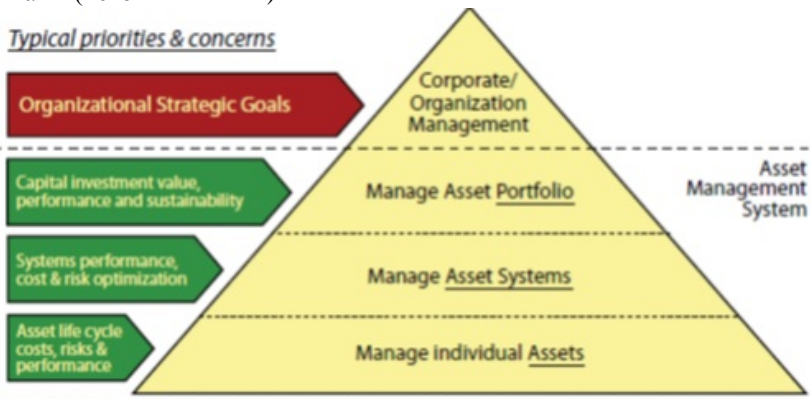 Typical priorities & concerns
Organizational Strategic Goals
Corporate/
Organization
Management
Capital investment value,
performance and sustainability
Manage Asset Portfolio
Asset
Management
System
Systems performance,
cost & risk optimization
Manage Asset Systems
Asset life cycle
costs, risks &
performance
Manage individual Assets